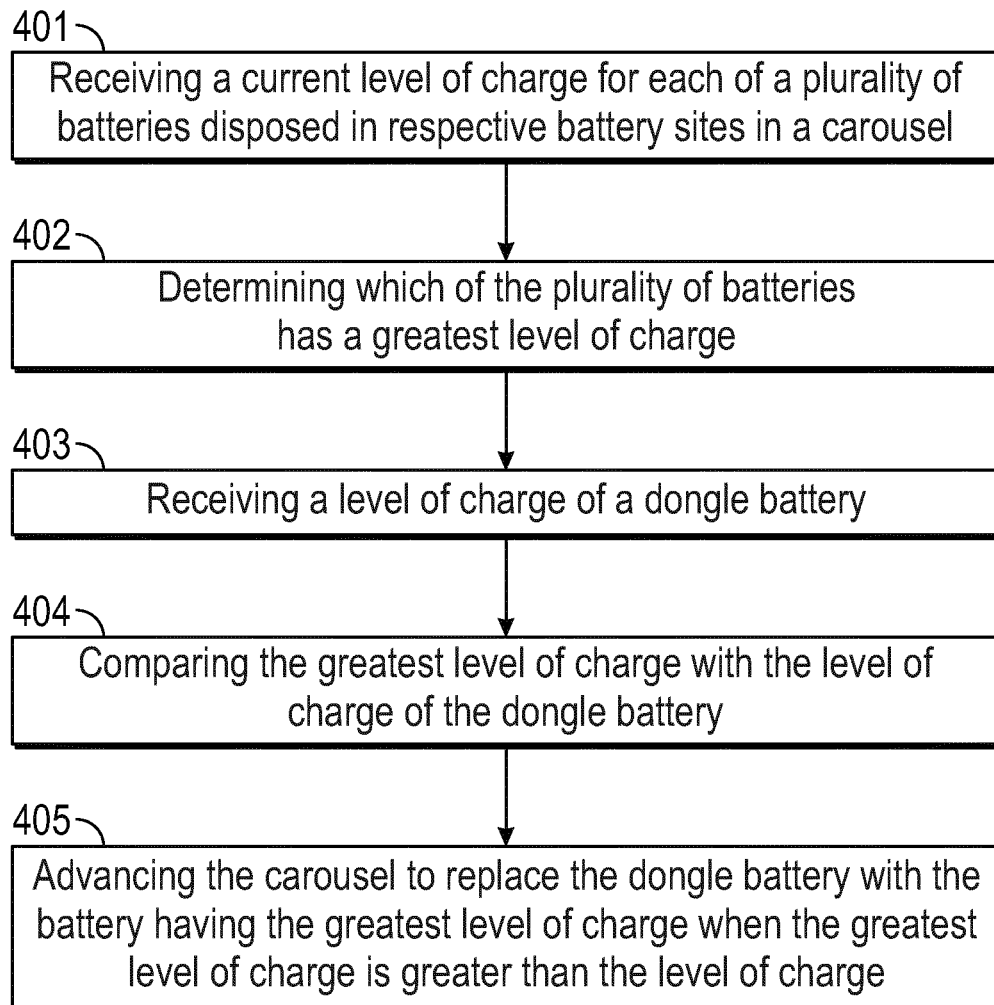 401
Receiving a current level of charge for each of a plurality of
batteries disposed in respective battery sites in a carousel
402
Determining which of the plurality of batteries
has a greatest level of charge
403
Receiving a level of charge of a dongle battery
404
Comparing the greatest level of charge with the level of
charge of the dongle battery
405
Advancing the carousel to replace the dongle battery with the
battery having the greatest level of charge when the greatest
level of charge is greater than the level of charge